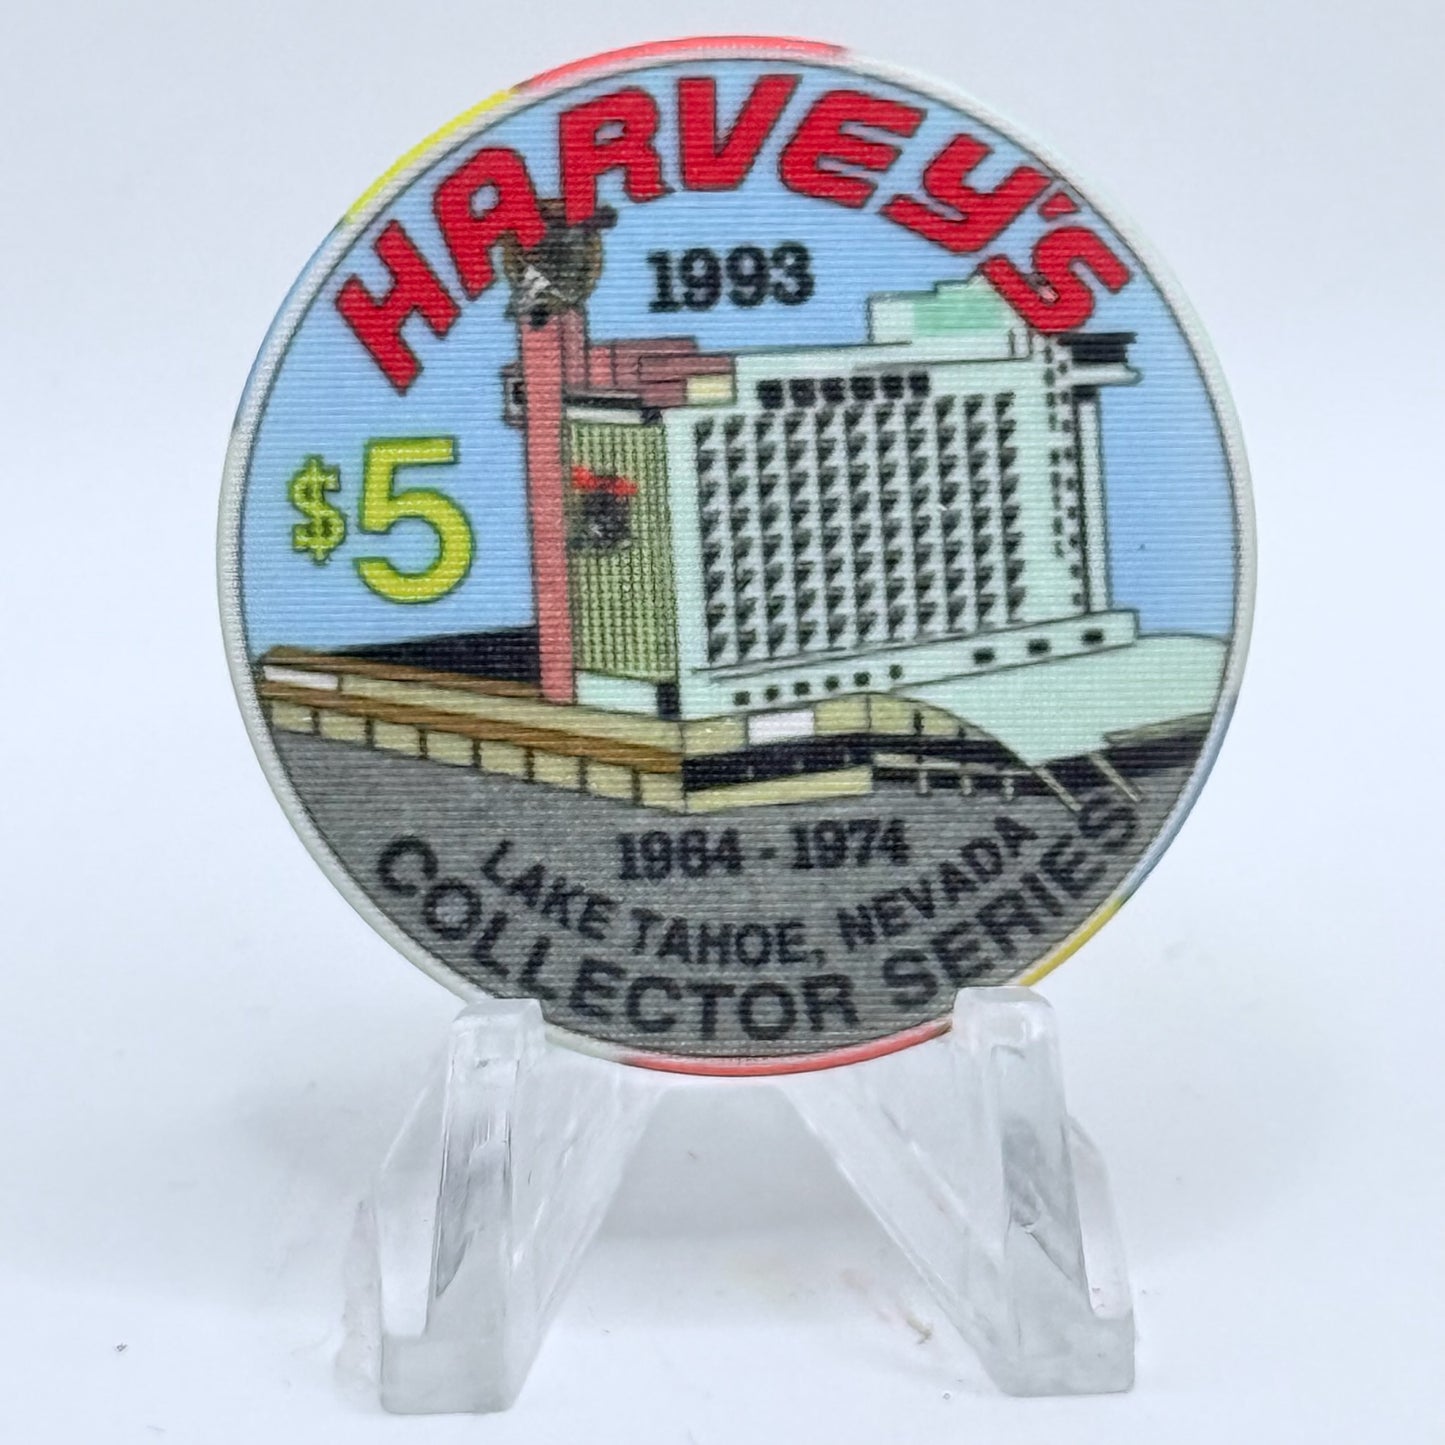 HARVEY'S
1993
$5
1964 - 1974
LAKE TAHOE, NEVADA
COLLECTOR SERIES